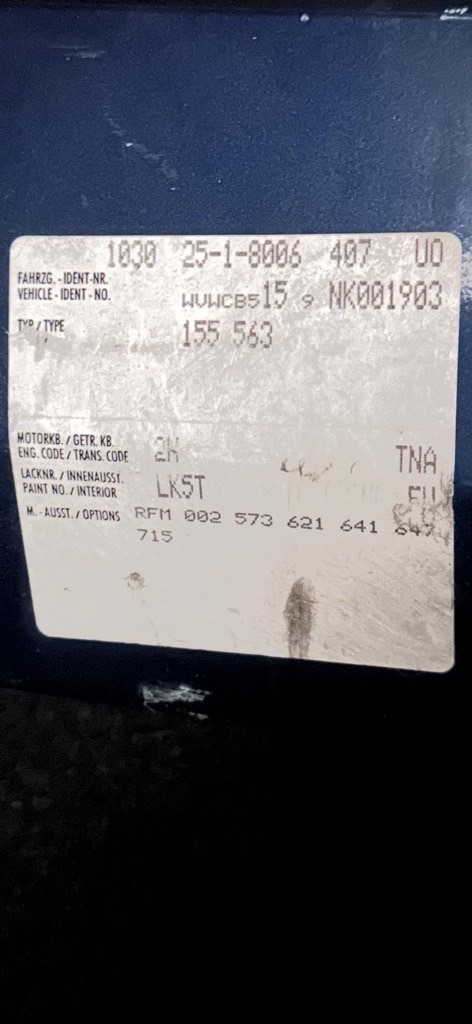 1030 25-1-8006 407 UO
FAHRZG.-IDENT-NR.
VEHICLE-IDENT-NO. WVWCB515 9 NK001903
TYP/TYPE 155 563
MOTORKB./GETR.KB.
ENG.CODE/TRANS.CODE 2H TNA
LACKNR./INNENAUSST.
PAINT NO./INTERIOR LK5T
M.-AUSST./OPTIONS RFM 002 573 621 641 647
715